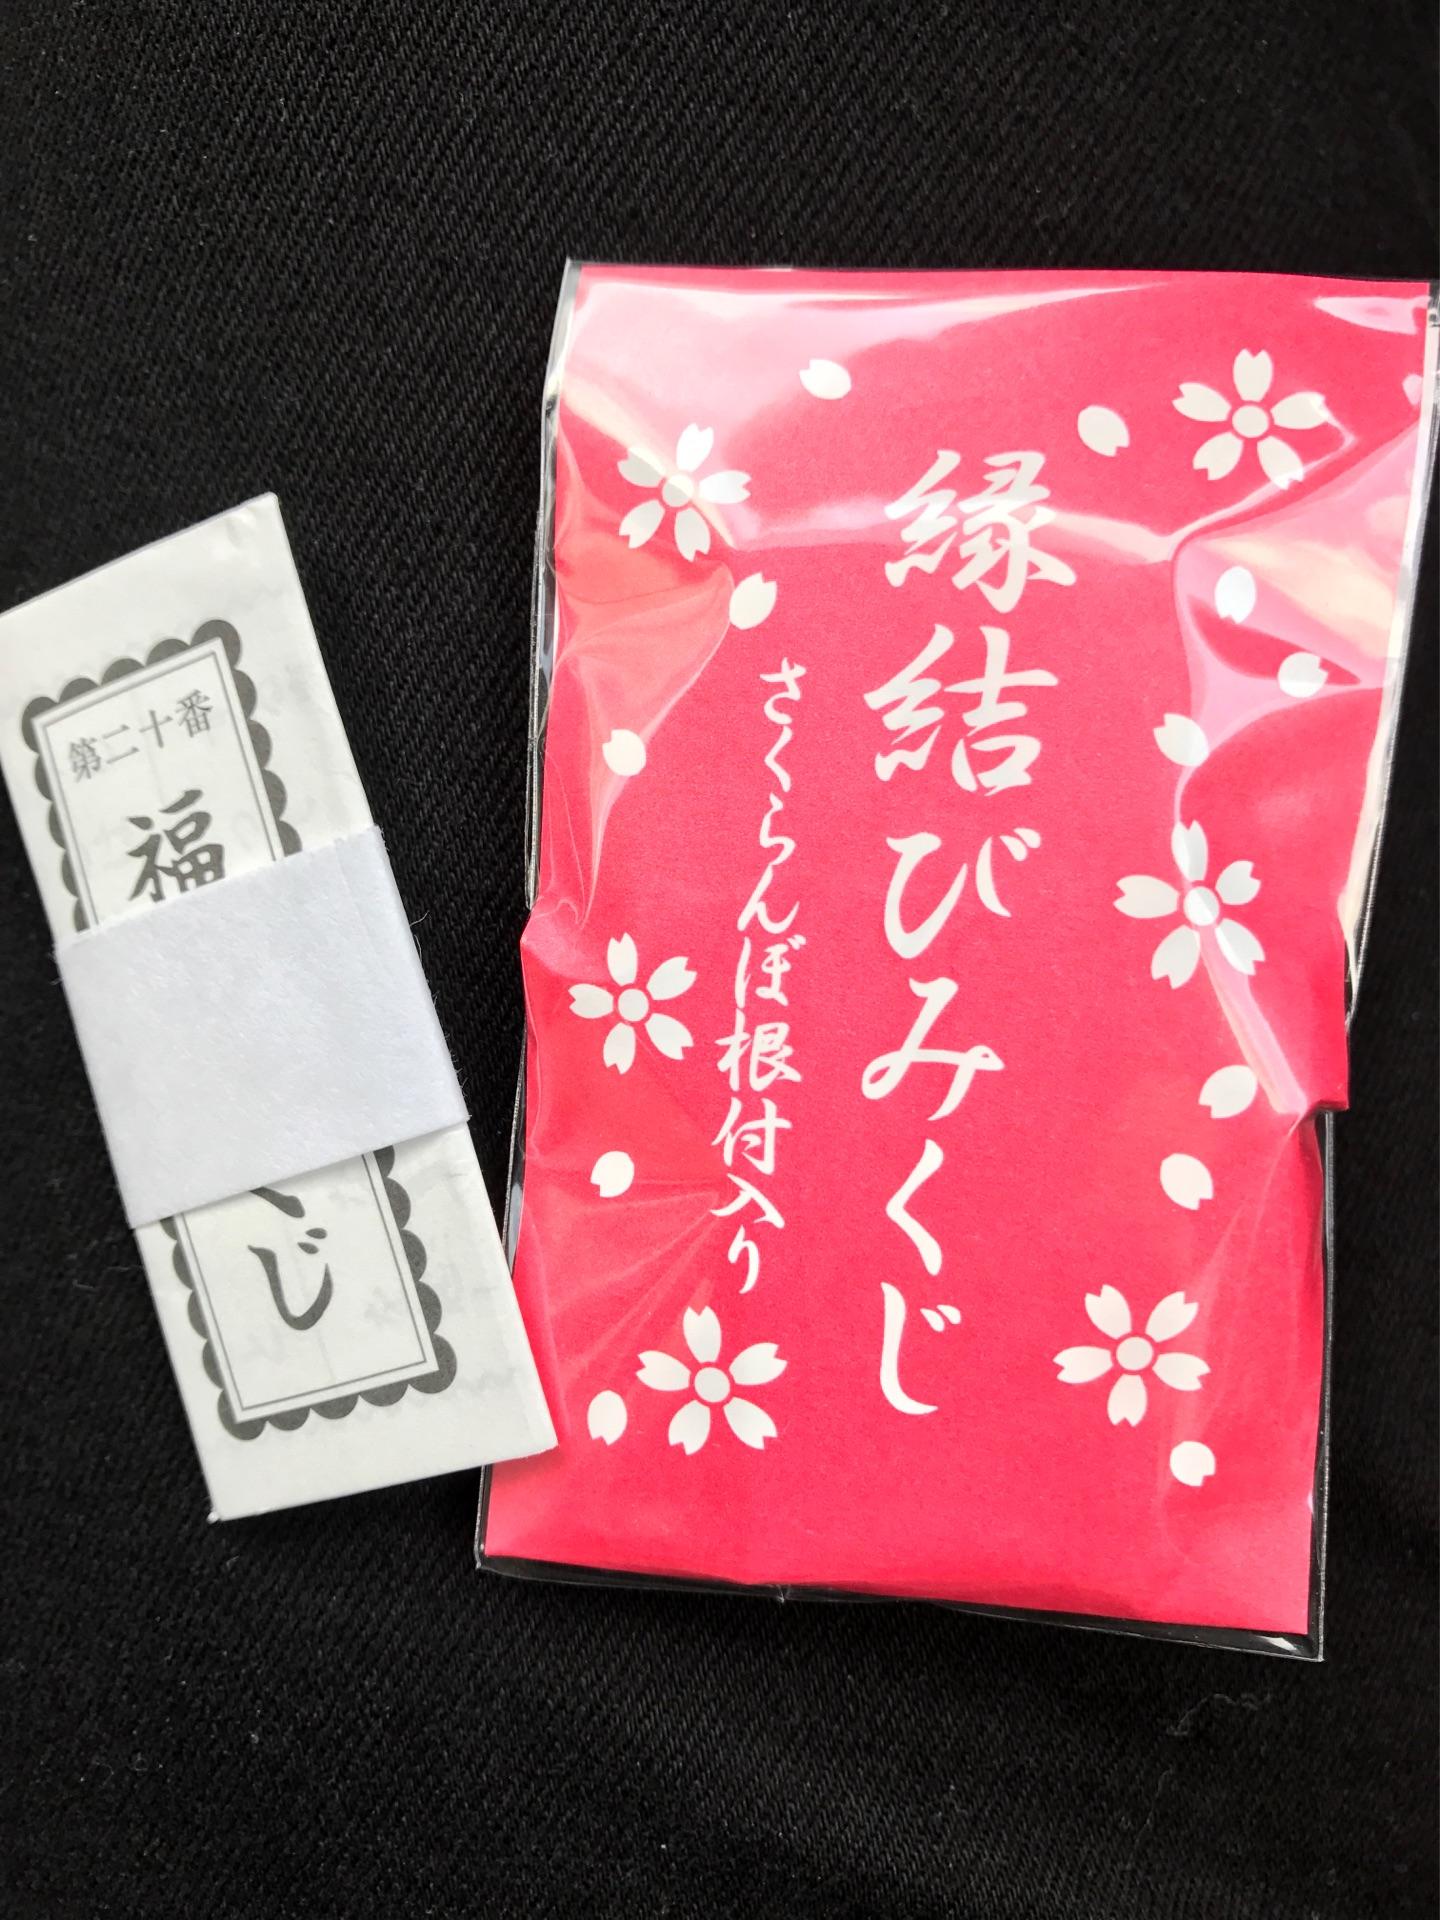 縁結びみくじ
さくらんぼ根付入り
第二十番
福
くじ